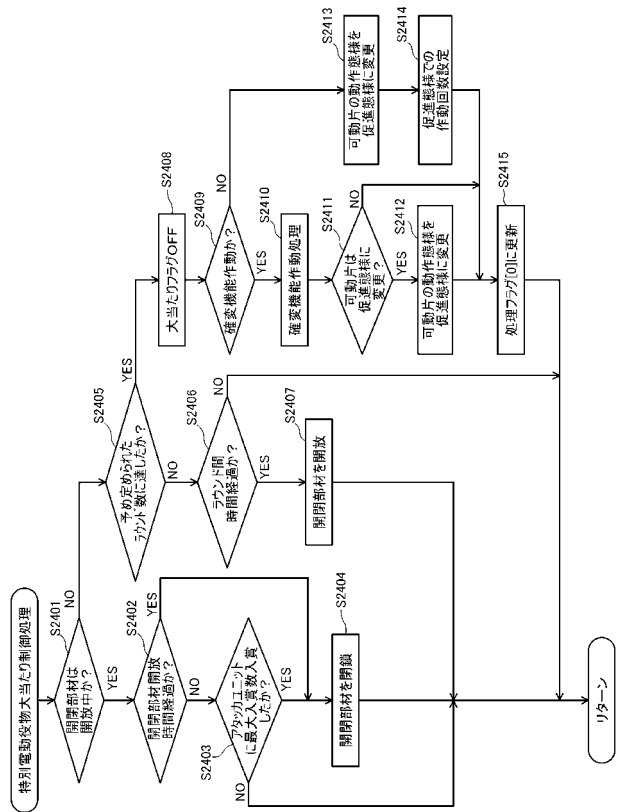 特別電動役物大当たり制御処理
S2401
開閉部材は
開放中か？
NO
YES
S2402
開閉部材開放
時間経過か？
YES
NO
S2403
アタッカユニット
に最大入賞数入賞
したか？
NO
YES
S2404
開閉部材を閉鎖
S2405
予め定められた
ラウンド数に達したか？
YES
NO
S2406
ラウンド間
時間経過か？
NO
YES
S2407
開閉部材を開放
S2408
大当たりフラグOFF
S2409
確変機能作動か？
NO
YES
S2410
確変機能作動処理
S2411
可動片は
促進態様に
変更？
NO
YES
S2412
可動片の動作態様を
促進態様に変更
S2413
可動片の動作態様を
促進態様に変更
S2414
促進態様での
作動回数設定
S2415
処理フラグ[0]に更新
リターン